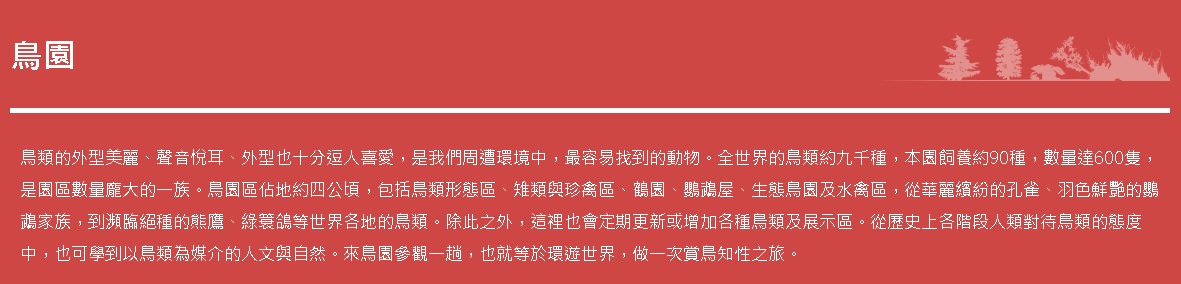 鳥園
鳥類的外型美麗、聲音悅耳、外型也十分逗人喜愛，是我們周遭環境中，最容易找到的動物。全世界的鳥類約九千種，本園飼養約90種，數量達600隻，
是園區數量龐大的一族。鳥園區佔地約四公頃，包括鳥類形態區、雉類與珍禽區、鶴園、鸚鵡屋、生態鳥園及水禽區，從華麗繽紛的孔雀、羽色鮮艷的鸚
鵡家族，到瀕臨絕種的熊鷹、綠蓑鴿等世界各地的鳥類。除此之外，這裡也會定期更新或增加各種鳥類及展示區。從歷史上各階段人類對待鳥類的態度
中，也可學到以鳥類為媒介的人文與自然。來鳥園參觀一趟，也就等於環遊世界，做一次賞鳥知性之旅。